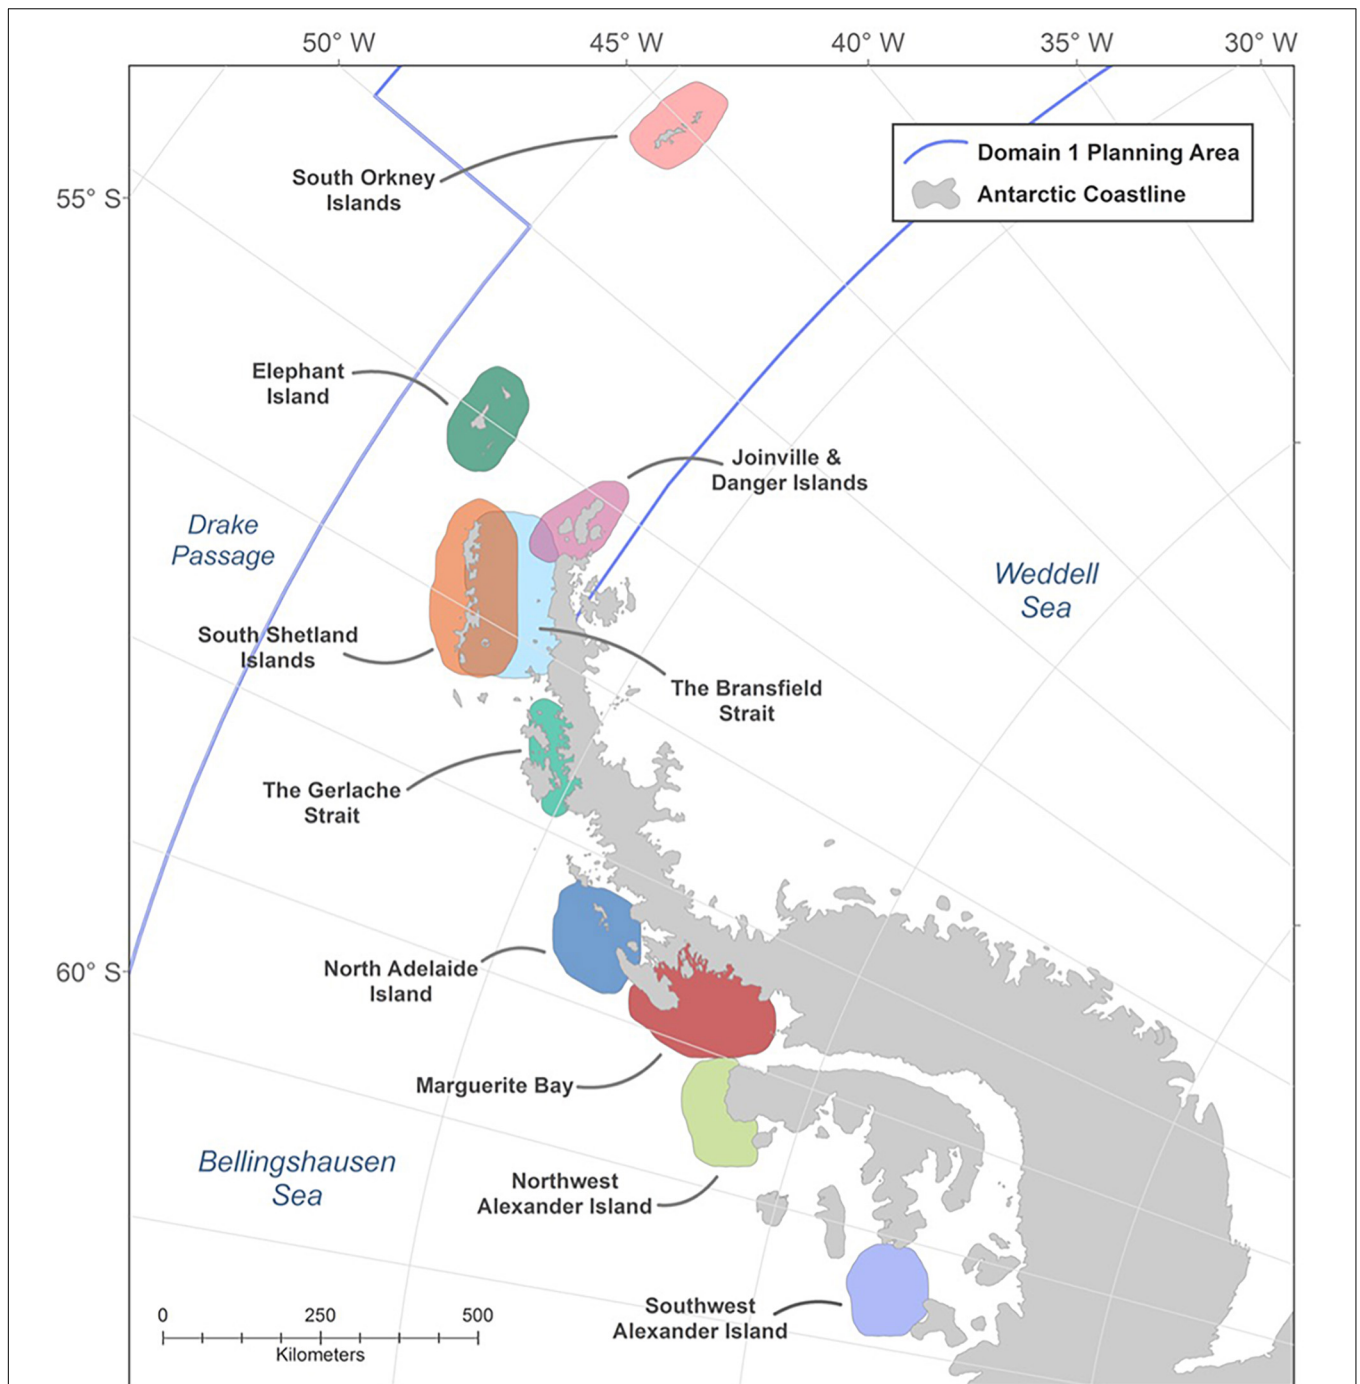 50° W
45° W
40° W
35° W
30° W
Domain 1 Planning Area
Antarctic Coastline
South Orkney
Islands
55° S
Elephant
Island
Joinville &
Danger Islands
Drake
Passage
Weddell
Sea
South Shetland
Islands
The Bransfield
Strait
The Gerlache
Strait
North Adelaide
Island
60° S
Marguerite Bay
Bellingshausen
Sea
Northwest
Alexander Island
Southwest
Alexander Island
0
250
500
Kilometers